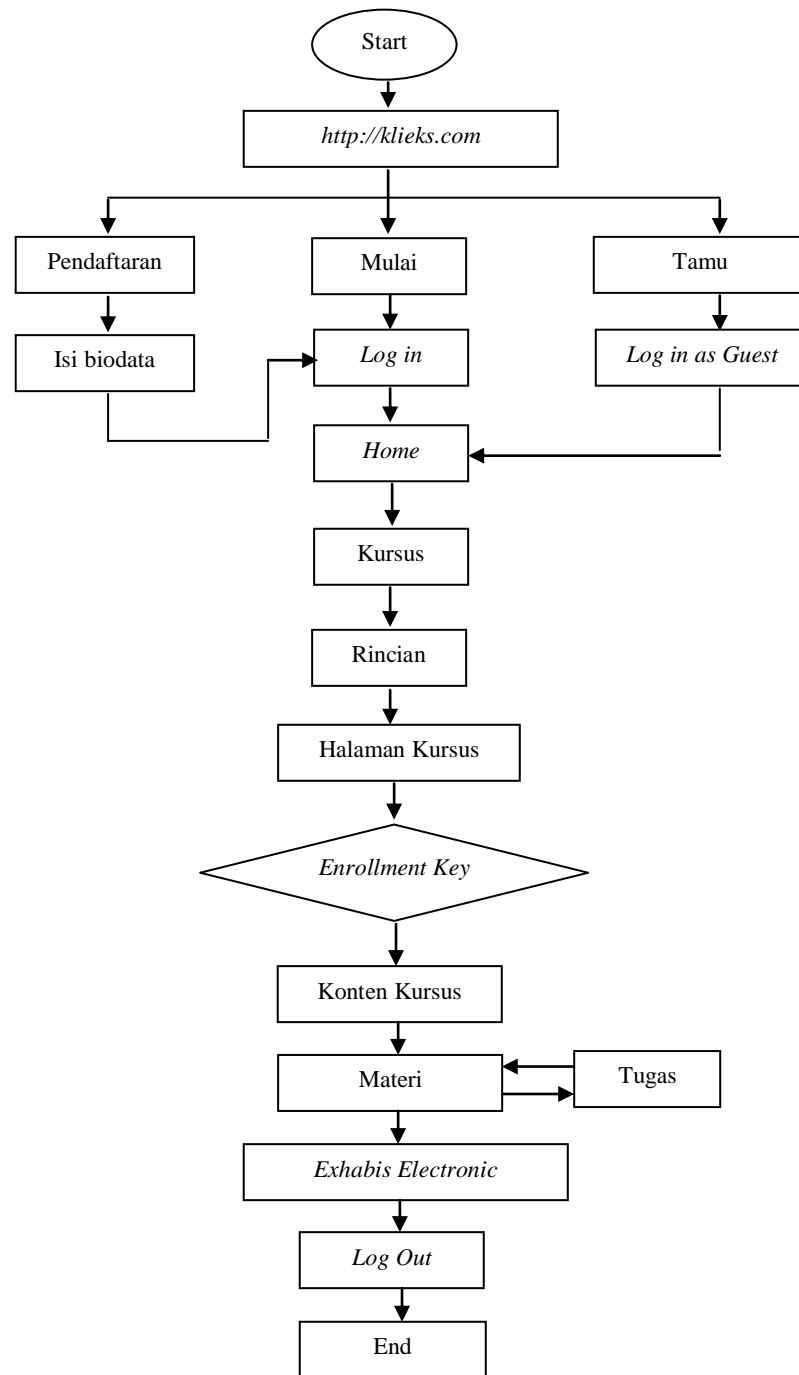 Start
http://klieks.com
Pendaftaran
Mulai
Tamu
Isi biodata
Log in
Log in as Guest
Home
Kursus
Rincian
Halaman Kursus
Enrollment Key
Konten Kursus
Materi
Tugas
Exhabis Electronic
Log Out
End